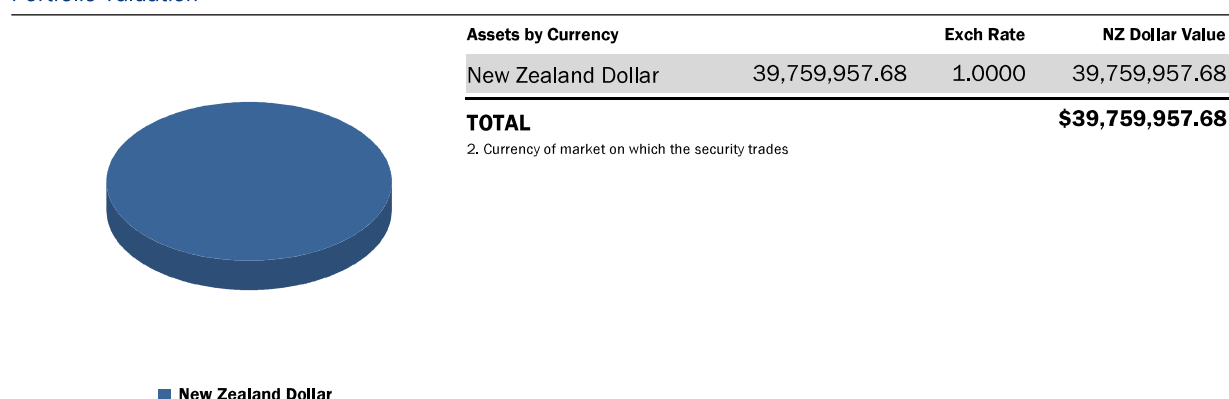 Assets by Currency Exch Rate NZ Dollar Value
New Zealand Dollar 39,759,957.68 1.0000 39,759,957.68
TOTAL $39,759,957.68
2. Currency of market on which the security trades
New Zealand Dollar